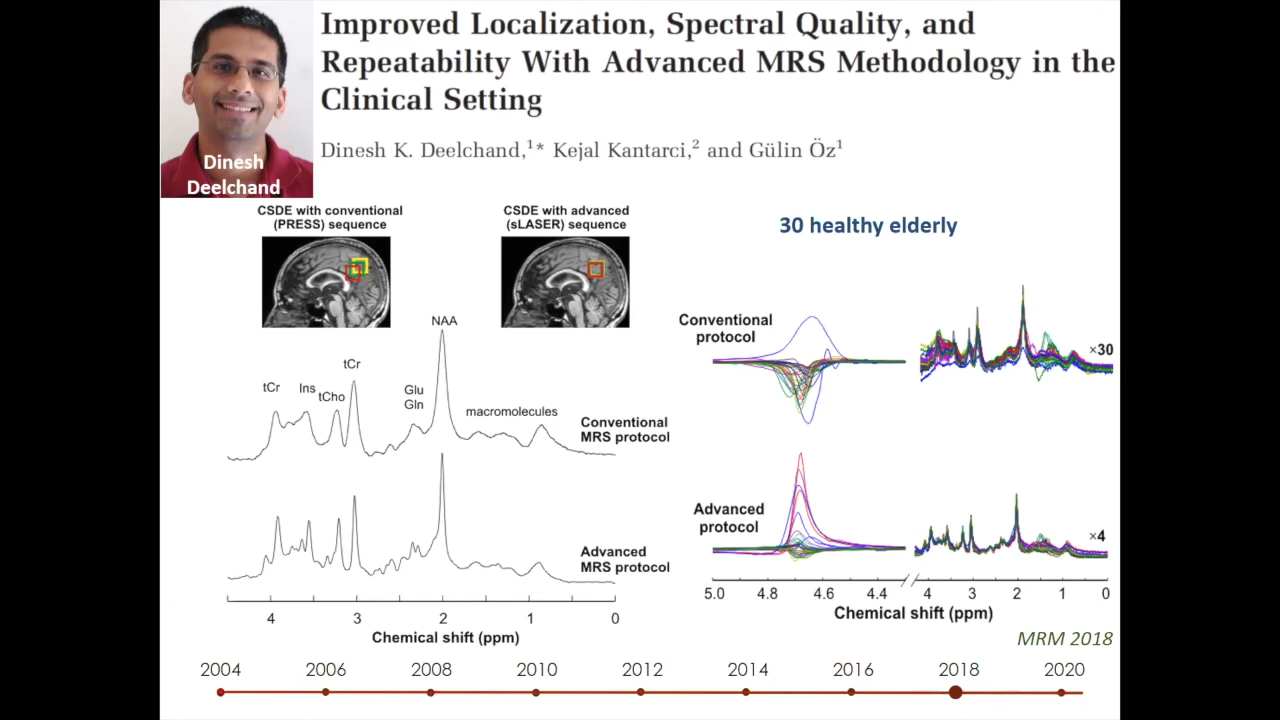 Improved Localization, Spectral Quality, and
Repeatability With Advanced MRS Methodology in the
Clinical Setting
Dinesh K. Deelchand,¹* Kejal Kantarci,² and Gülin Öz¹
Dinesh
Deelchand
CSDE with conventional
(PRESS) sequence
CSDE with advanced
(sLASER) sequence
30 healthy elderly
NAA
tCr
tCr
Ins
tCho
Glu
Gln
macromolecules
Conventional
MRS protocol
Advanced
MRS protocol
4 3 2 1 0
Chemical shift (ppm)
Conventional
protocol
×30
Advanced
protocol
×4
5.0 4.8 4.6 4.4 4 3 2 1 0
Chemical shift (ppm)
MRM 2018
2004 2006 2008 2010 2012 2014 2016 2018 2020